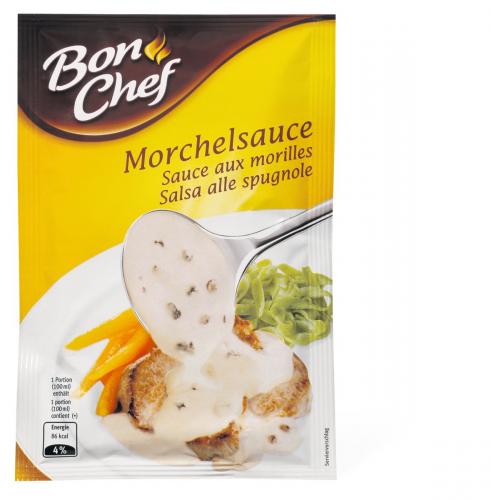 Bon
Chef
Morchelsauce
Sauce aux morilles
Salsa alle spugnole
1 Portion
(100 ml)
enthält
1 portion
(100 ml)
contient (+)
Energie
86 kcal
4%
Serviervorschlag